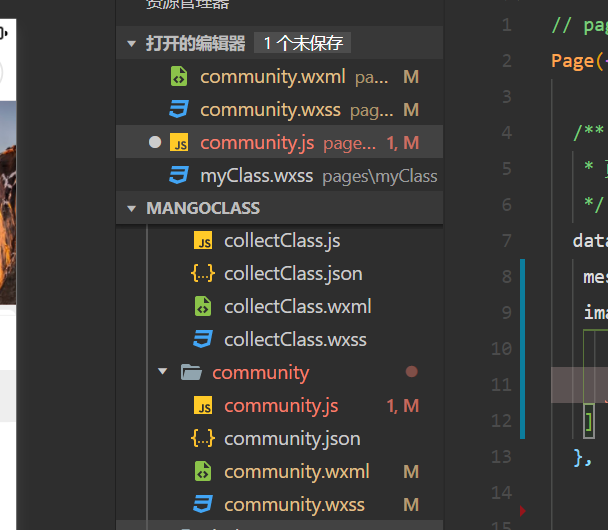 资源管理器
打开的编辑器 1 个未保存
community.wxml pa... M
community.wxss pag... M
community.js page... 1, M
myClass.wxss pages\myClass
MANGOCLASS
collectClass.js
collectClass.json
collectClass.wxml
collectClass.wxss
community
community.js 1, M
community.json
community.wxml M
community.wxss M
1 // pag
2 Page({
3
4 /**
5 *
6 */
7 data
8 mes
9 ima
10
11
12 ]
13 },
14
15